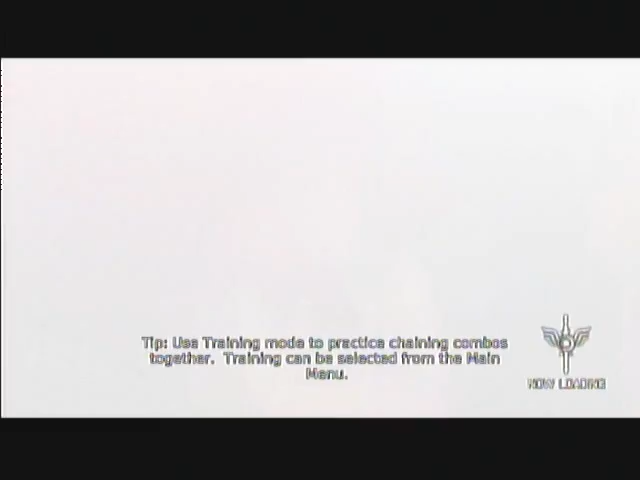 Tip: Use Training mode to practice chaining combos
together. Training can be selected from the Main
Menu.
NOW LOADING